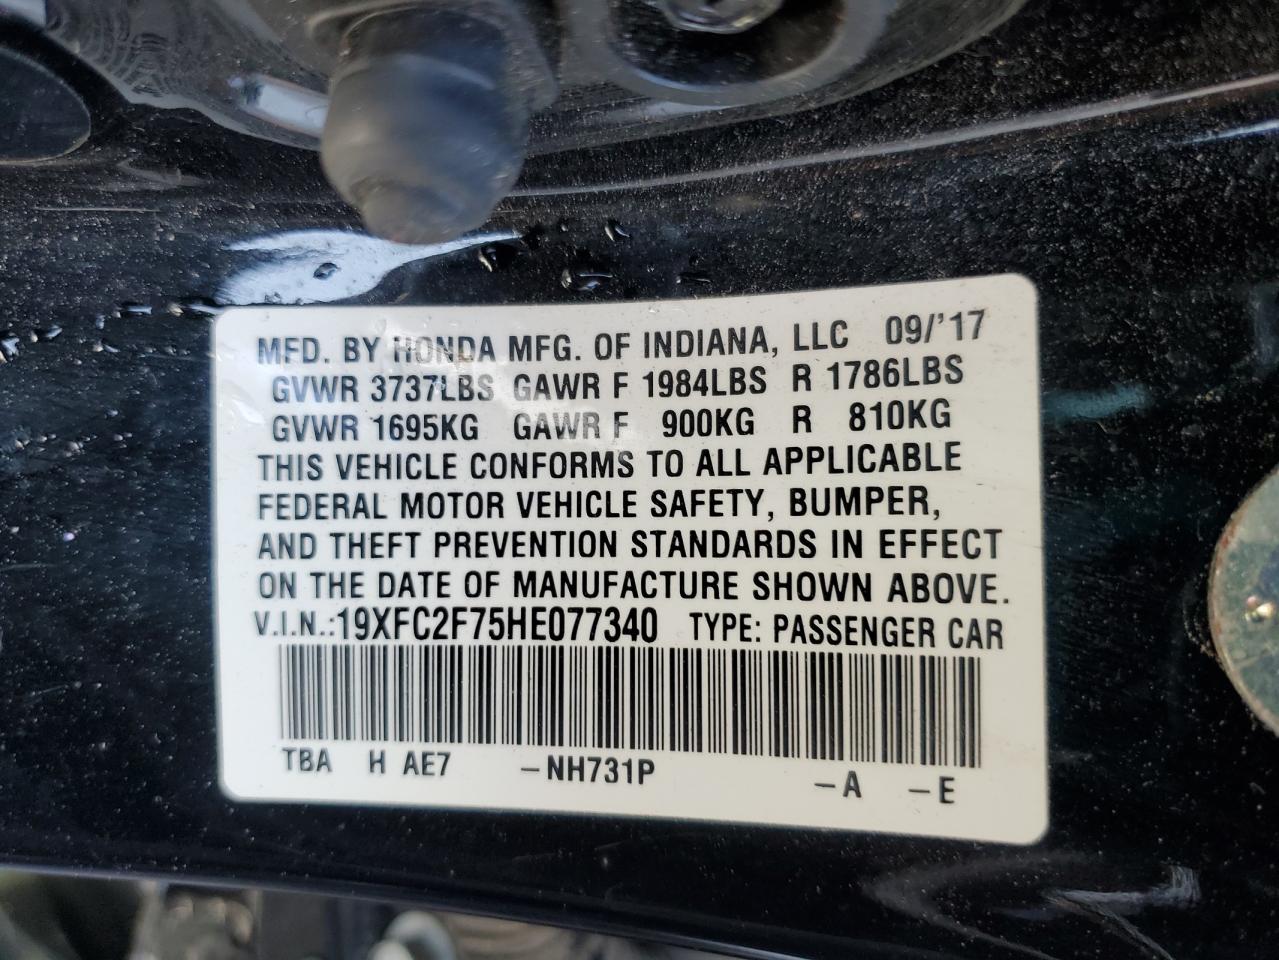 MFD. BY HONDA MFG. OF INDIANA, LLC 09/'17
GVWR 3737LBS GAWR F 1984LBS R 1786LBS
GVWR 1695KG GAWR F 900KG R 810KG
THIS VEHICLE CONFORMS TO ALL APPLICABLE
FEDERAL MOTOR VEHICLE SAFETY, BUMPER,
AND THEFT PREVENTION STANDARDS IN EFFECT
ON THE DATE OF MANUFACTURE SHOWN ABOVE.
V.I.N.:19XFC2F75HE077340 TYPE: PASSENGER CAR
TBA H AE7 –NH731P –A –E